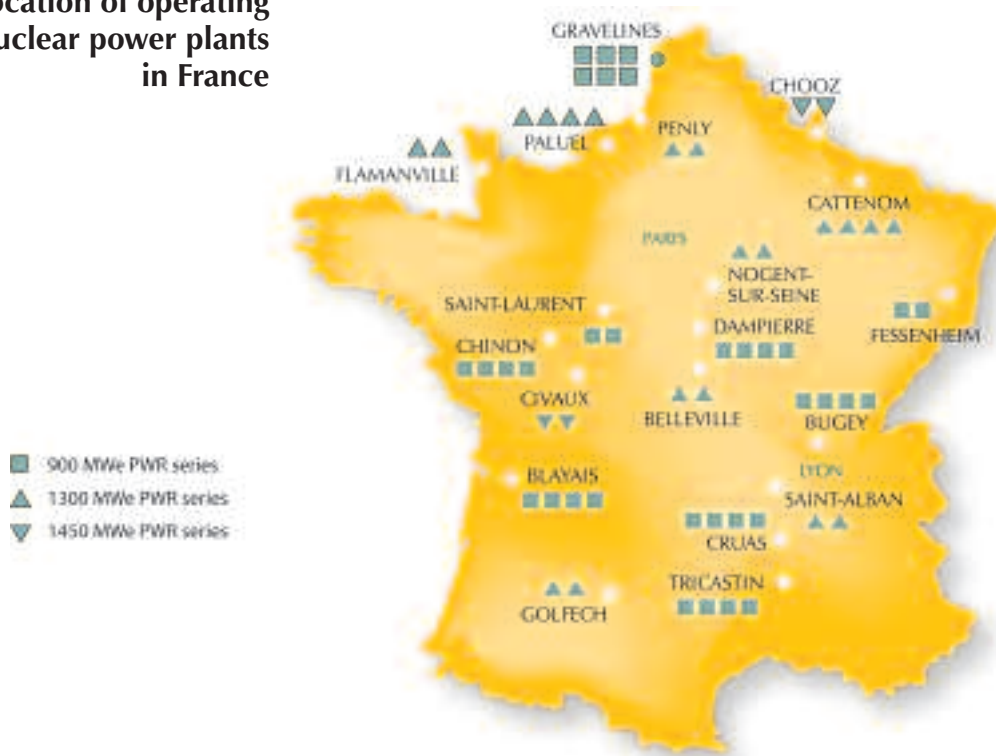 ocation of operating
uclear power plants
in France
GRAVELINES
CHOOZ
PENLY
PALUEL
FLAMANVILLE
CATTENOM
PARIS
NOGENT-
SUR-SEINE
SAINT-LAURENT
DAMPIERRE
FESSENHEIM
CHINON
CIVAUX
BELLEVILLE
BUGEY
900 MWe PWR series
1300 MWe PWR series
1450 MWe PWR series
BLAYAIS
LYON
SAINT-ALBAN
CRUAS
TRICASTIN
GOLFECH